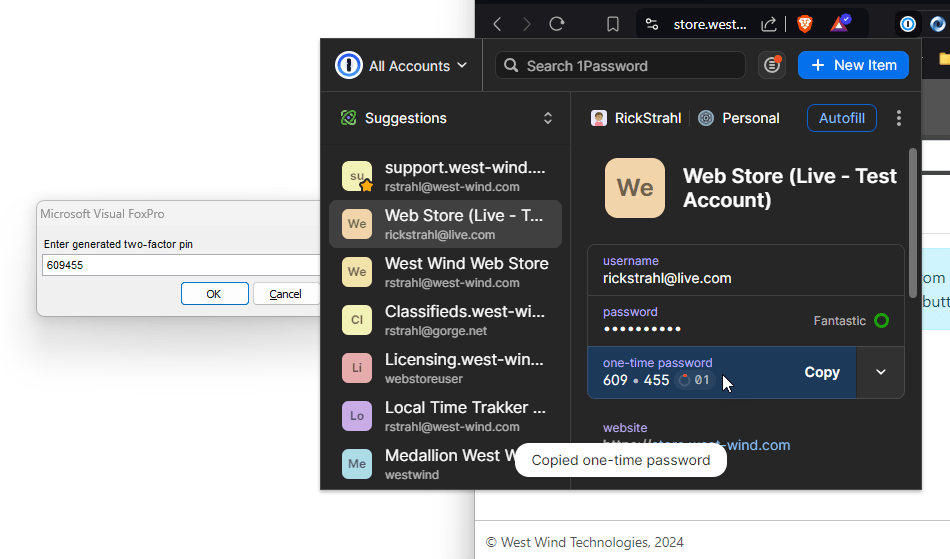 store.west...
All Accounts
Search 1Password
New Item
Suggestions
RickStrahl
Personal
Autofill
su
support.west-wind....
rstrahl@west-wind.com
We
Web Store (Live - T...
rickstrahl@live.com
We
West Wind Web Store
rstrahl@west-wind.com
Cl
Classifieds.west-wi...
rstrahl@gorge.net
Li
Licensing.west-win...
webstoreuser
Lo
Local Time Trakker ...
rstrahl@west-wind.com
Me
Medallion West W
westwind
We
Web Store (Live - Test
Account)
username
rickstrahl@live.com
password
••••••••••
Fantastic
one-time password
609 • 455
01
Copy
website
store.west-wind.com
Copied one-time password
Microsoft Visual FoxPro
Enter generated two-factor pin
609455
OK
Cancel
om
butt
© West Wind Technologies, 2024